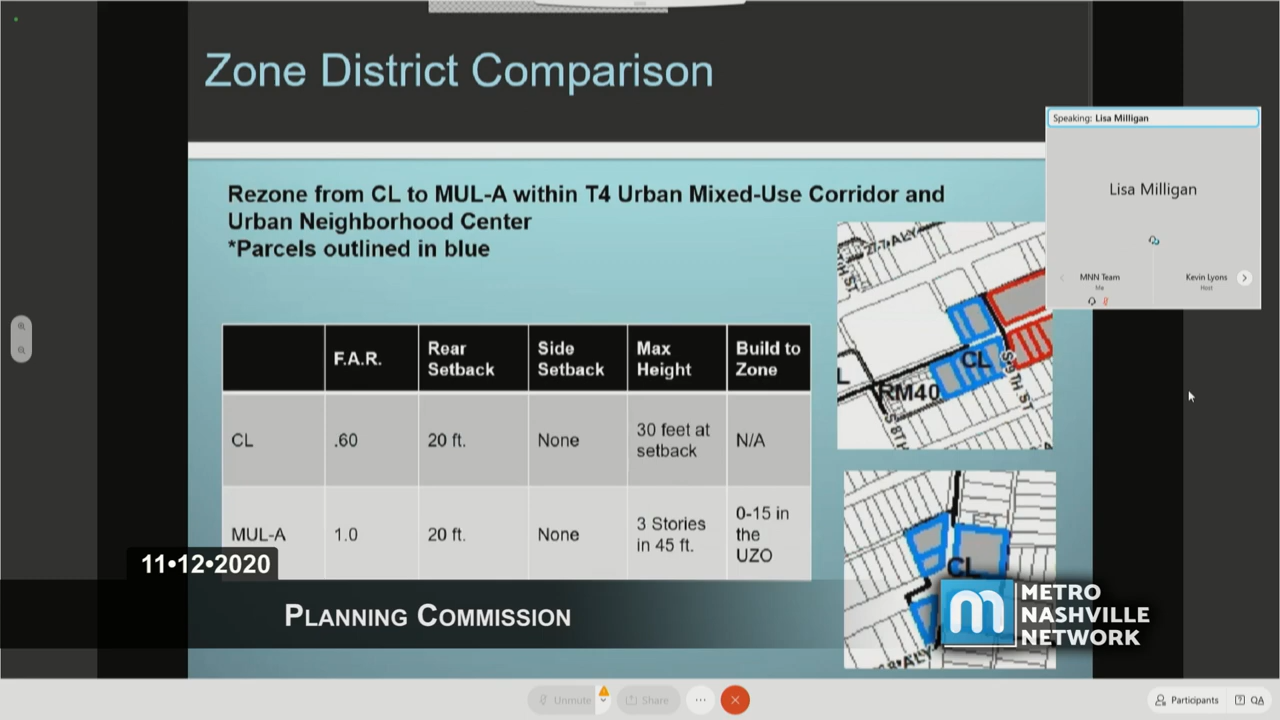 Zone District Comparison
Speaking: Lisa Milligan
Lisa Milligan
MNN Team
Me
Kevin Lyons
Host
Rezone from CL to MUL-A within T4 Urban Mixed-Use Corridor and
Urban Neighborhood Center
*Parcels outlined in blue
F.A.R.
Rear
Setback
Side
Setback
Max
Height
Build to
Zone
CL
.60
20 ft.
None
30 feet at
setback
N/A
MUL-A
1.0
20 ft.
None
3 Stories
in 45 ft.
0-15 in
the
UZO
CL
L
RM40
S 9TH ST
S 8TH
CL
11•12•2020
PLANNING COMMISSION
METRO
NASHVILLE
NETWORK
Unmute
Share
Participants
QA